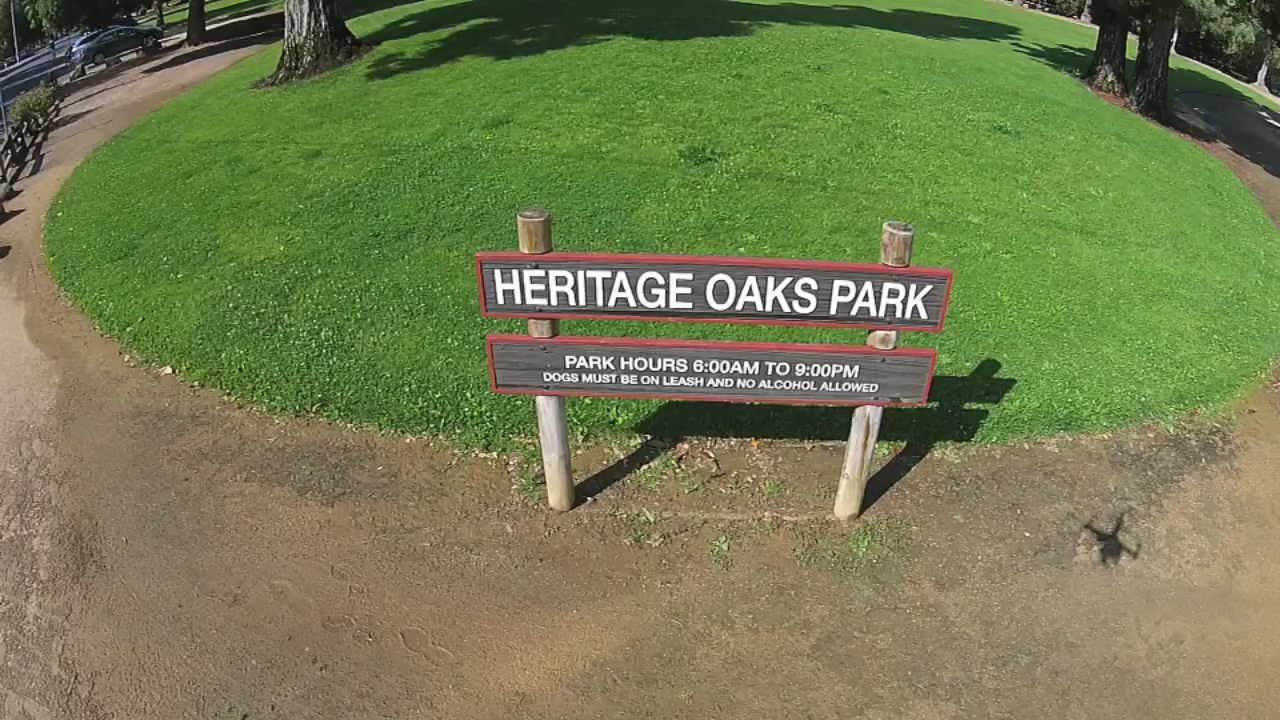 HERITAGE OAKS PARK
PARK HOURS 6:00AM TO 9:00PM
DOGS MUST BE ON LEASH AND NO ALCOHOL ALLOWED